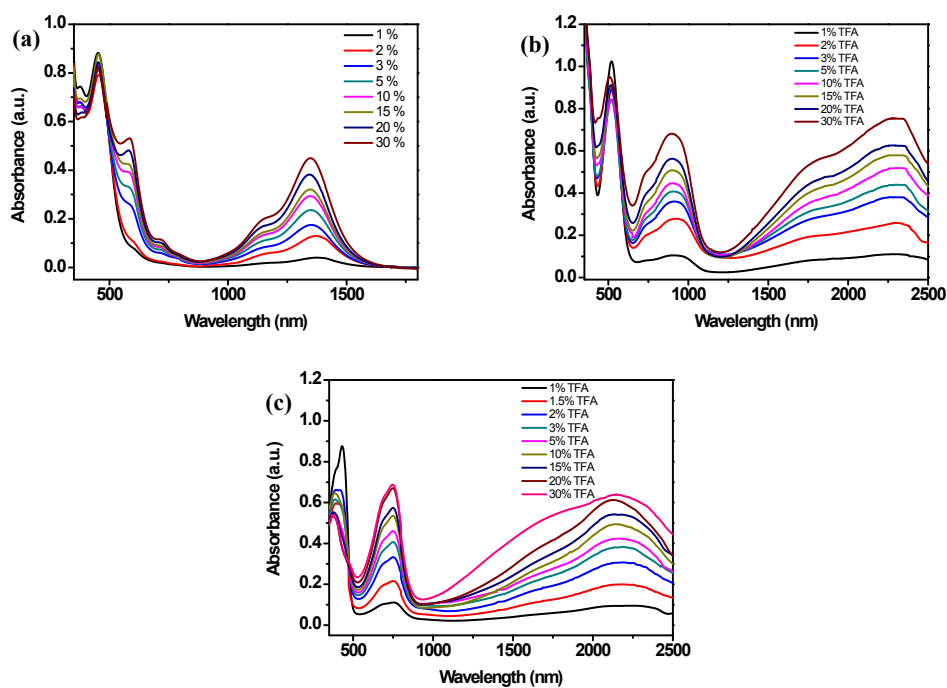 (a)
1.0
0.8
0.6
0.4
0.2
0.0
Absorbance (a.u.)
500
1000
1500
Wavelength (nm)
1 %
2 %
3 %
5 %
10 %
15 %
20 %
30 %
(b)
1.2
1.0
0.8
0.6
0.4
0.2
0.0
Absorbance (a.u.)
500
1000
1500
2000
2500
Wavelength (nm)
1% TFA
2% TFA
3% TFA
5% TFA
10% TFA
15% TFA
20% TFA
30% TFA
(c)
1.2
1.0
0.8
0.6
0.4
0.2
0.0
Absorbance (a.u.)
500
1000
1500
2000
2500
Wavelength (nm)
1% TFA
1.5% TFA
2% TFA
3% TFA
5% TFA
10% TFA
15% TFA
20% TFA
30% TFA